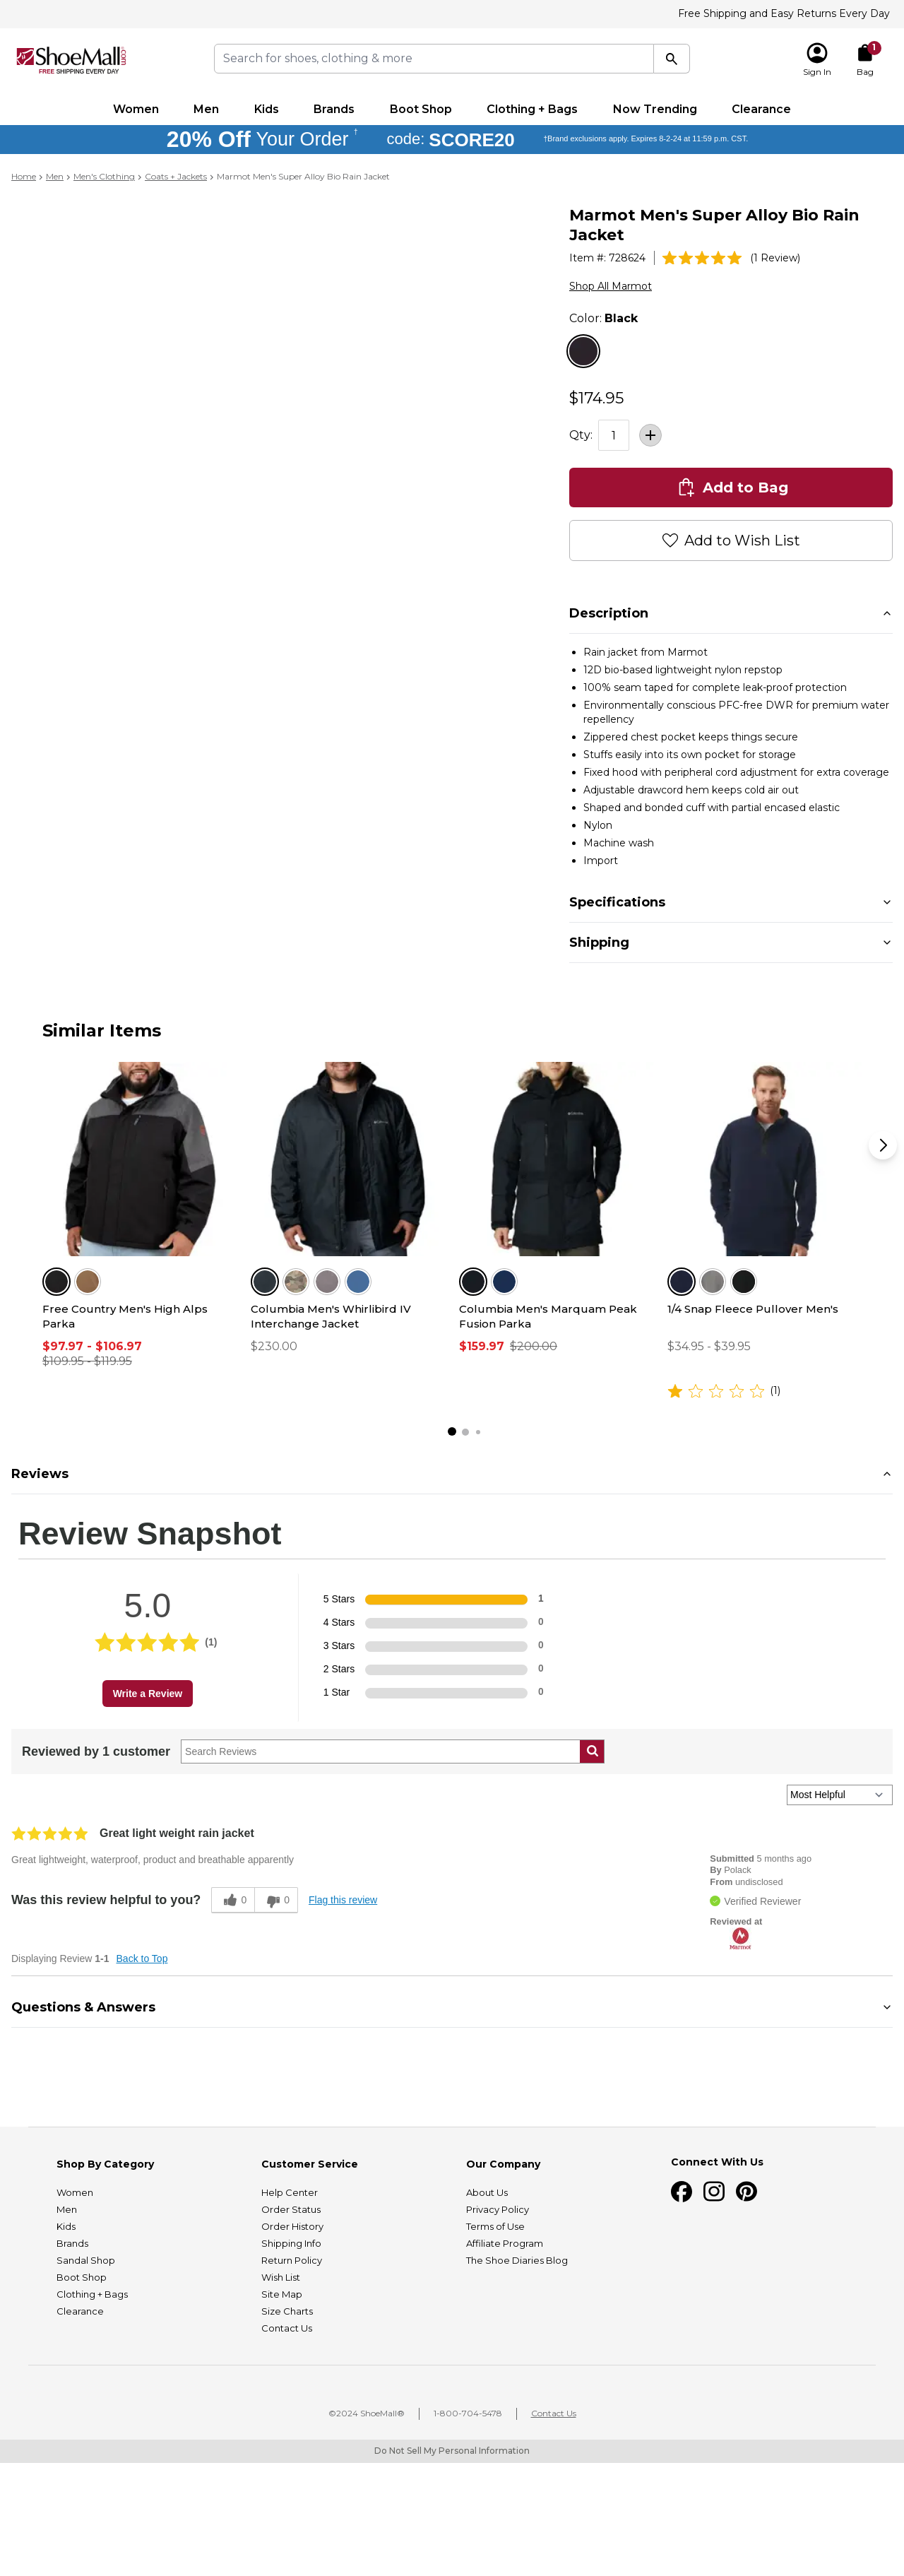 Free Shipping and Easy Returns Every Day
ShoeMall.com
FREE SHIPPING EVERY DAY
Search for shoes, clothing & more
Sign In
1
Bag
Women
Men
Kids
Brands
Boot Shop
Clothing + Bags
Now Trending
Clearance
20% Off Your Order † code: SCORE20 †Brand exclusions apply. Expires 8-2-24 at 11:59 p.m. CST.
Home > Men > Men's Clothing > Coats + Jackets > Marmot Men's Super Alloy Bio Rain Jacket
Marmot Men's Super Alloy Bio Rain
Jacket
Item #: 728624
(1 Review)
Shop All Marmot
Color: Black
$174.95
Qty: 1
Add to Bag
Add to Wish List
Description
• Rain jacket from Marmot
• 12D bio-based lightweight nylon repstop
• 100% seam taped for complete leak-proof protection
• Environmentally conscious PFC-free DWR for premium water
repellency
• Zippered chest pocket keeps things secure
• Stuffs easily into its own pocket for storage
• Fixed hood with peripheral cord adjustment for extra coverage
• Adjustable drawcord hem keeps cold air out
• Shaped and bonded cuff with partial encased elastic
• Nylon
• Machine wash
• Import
Specifications
Shipping
Similar Items
Free Country Men's High Alps
Parka
$97.97 - $106.97
$109.95 - $119.95
Columbia Men's Whirlibird IV
Interchange Jacket
$230.00
Columbia Men's Marquam Peak
Fusion Parka
$159.97 $200.00
1/4 Snap Fleece Pullover Men's
$34.95 - $39.95
(1)
Reviews
Review Snapshot
5.0
(1)
Write a Review
5 Stars 1
4 Stars 0
3 Stars 0
2 Stars 0
1 Star 0
Reviewed by 1 customer
Search Reviews
Most Helpful
Great light weight rain jacket
Great lightweight, waterproof, product and breathable apparently
Was this review helpful to you? 0 0 Flag this review
Submitted 5 months ago
By Polack
From undisclosed
Verified Reviewer
Reviewed at
Marmot
Displaying Review 1-1 Back to Top
Questions & Answers
Shop By Category
Women
Men
Kids
Brands
Sandal Shop
Boot Shop
Clothing + Bags
Clearance
Customer Service
Help Center
Order Status
Order History
Shipping Info
Return Policy
Wish List
Site Map
Size Charts
Contact Us
Our Company
About Us
Privacy Policy
Terms of Use
Affiliate Program
The Shoe Diaries Blog
Connect With Us
©2024 ShoeMall®
1-800-704-5478
Contact Us
Do Not Sell My Personal Information